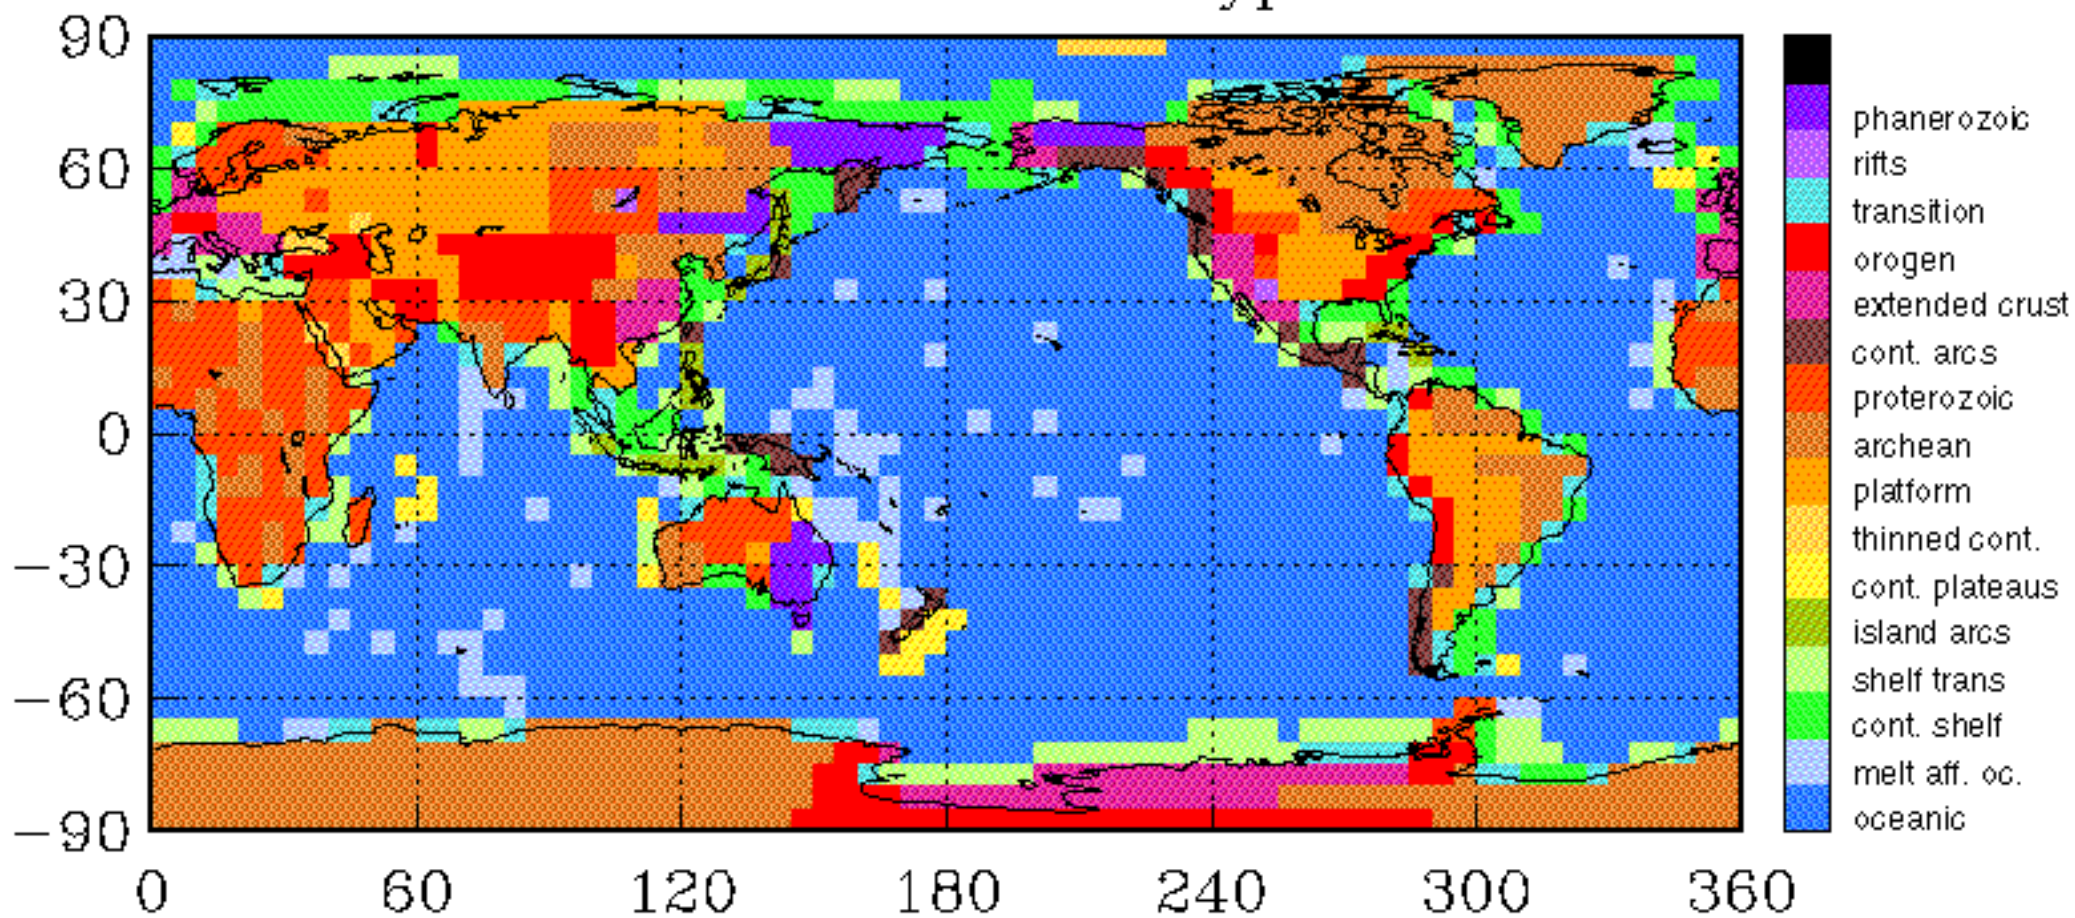 90
60
30
0
−30
−60
−90
0 60 120 180 240 300 360
phanerozoic
rifts
transition
orogen
extended crust
cont. arcs
proterozoic
archean
platform
thinned cont.
cont. plateaus
island arcs
shelf trans
cont. shelf
melt aff. oc.
oceanic